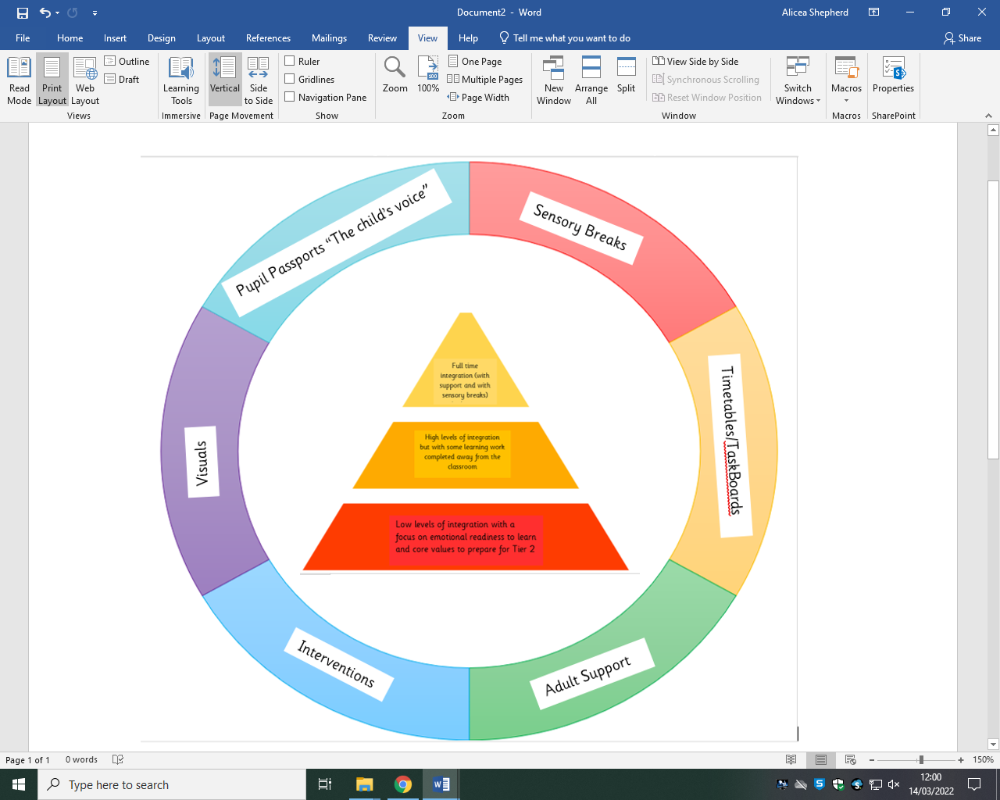 Document2 - Word
Alicea Shepherd
File Home Insert Design Layout References Mailings Review View Help Tell me what you want to do Share
Read Mode
Print Layout
Web Layout
Outline
Draft
Views
Learning Tools
Immersive
Vertical
Side to Side
Page Movement
Ruler
Gridlines
Navigation Pane
Show
Zoom
100%
One Page
Multiple Pages
Page Width
Zoom
New Window
Arrange All
Split
View Side by Side
Synchronous Scrolling
Reset Window Position
Window
Switch Windows
Macros
Macros
Properties
SharePoint
Pupil Passports “The child’s voice”
Sensory Breaks
Timetables/TaskBoards
Adult Support
Interventions
Visuals
Full time
integration (with
support and with
sensory breaks)
High levels of integration
but with some learning work
completed away from the
classroom
Low levels of integration with a
focus on emotional readiness to learn
and core values to prepare for Tier 2
Page 1 of 1 0 words
150%
Type here to search
12:00
14/03/2022